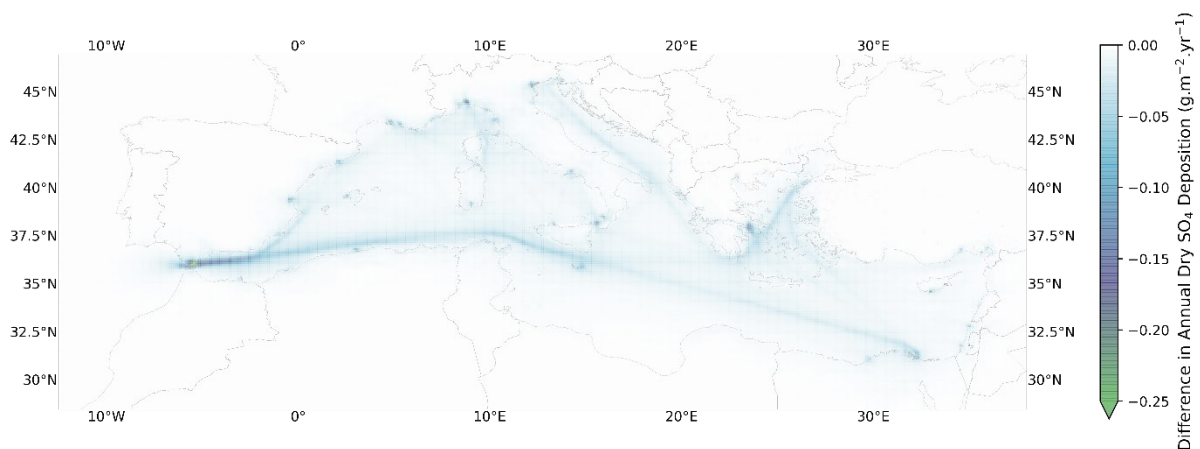 10°W 0° 10°E 20°E 30°E
45°N 45°N
42.5°N 42.5°N
40°N 40°N
37.5°N 37.5°N
35°N 35°N
32.5°N 32.5°N
30°N 30°N
10°W 0° 10°E 20°E 30°E
0.00
−0.05
−0.10
−0.15
−0.20
−0.25
Difference in Annual Dry SO₄ Deposition (g.m⁻².yr⁻¹)